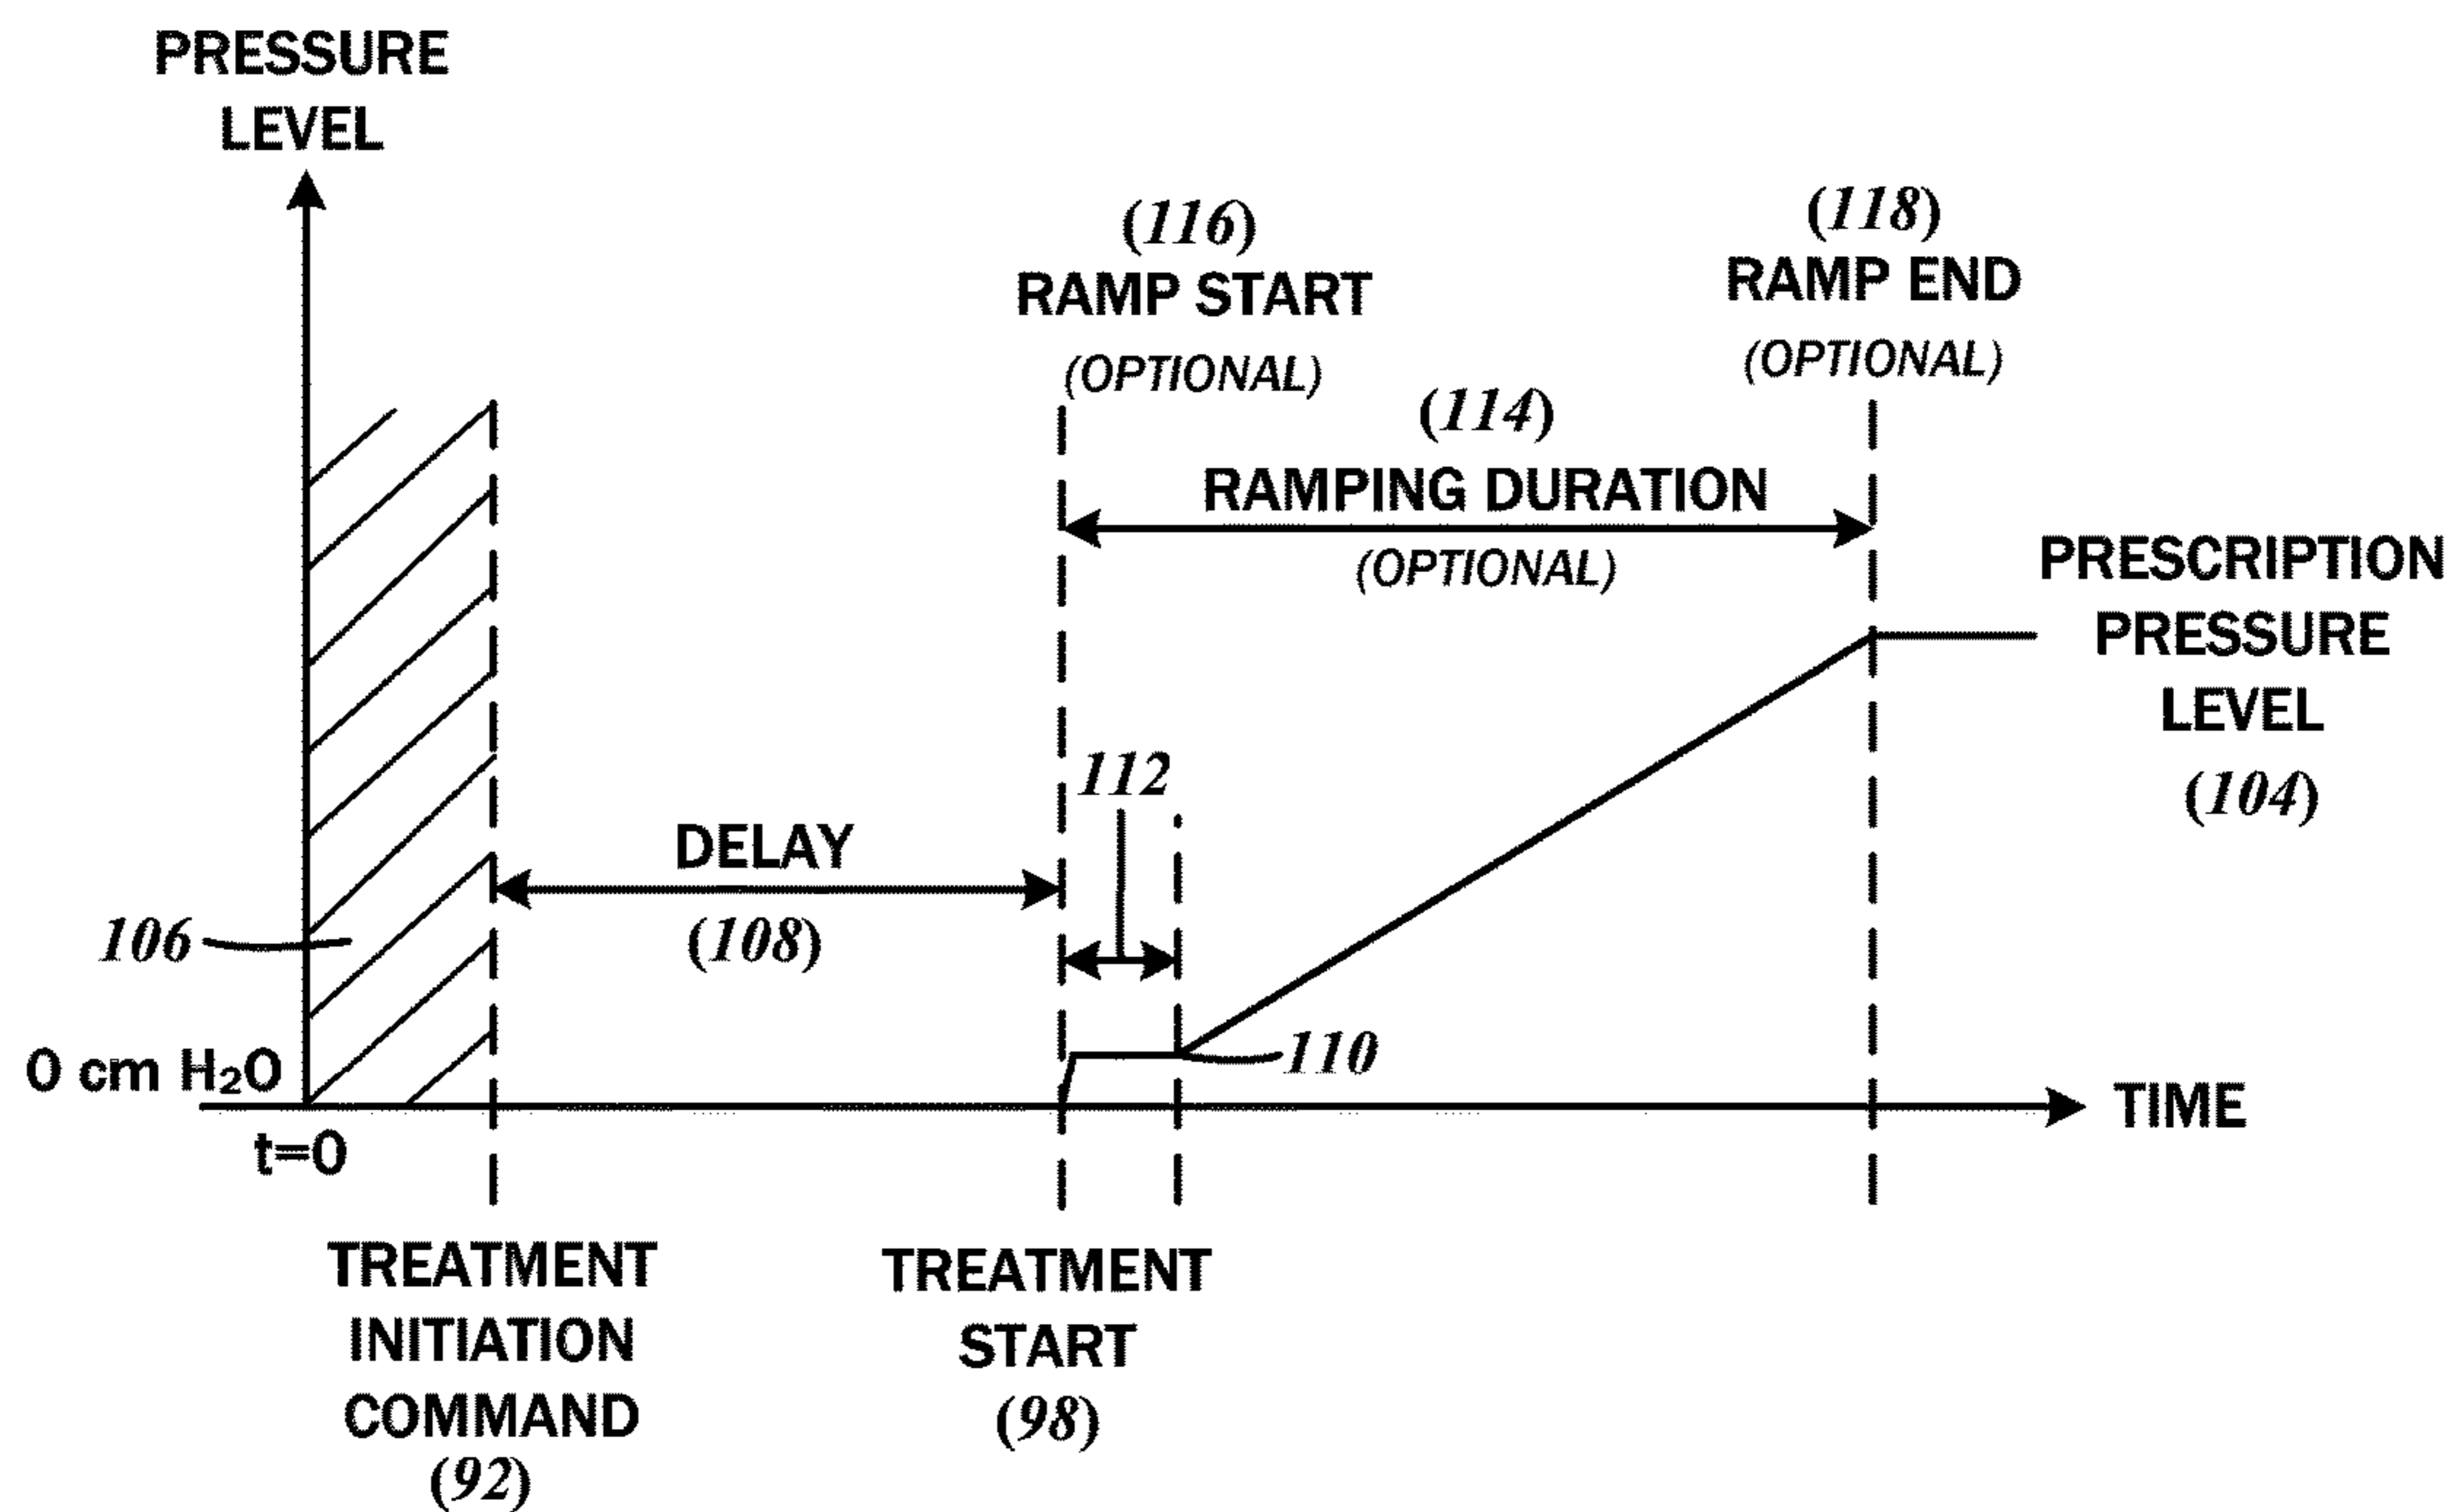 PRESSURE
LEVEL
(116)
RAMP START
(OPTIONAL)
(118)
RAMP END
(OPTIONAL)
(114)
RAMPING DURATION
(OPTIONAL)
PRESCRIPTION
PRESSURE
LEVEL
(104)
112
DELAY
(108)
106
110
0 cm H₂O
TIME
t=0
TREATMENT
INITIATION
COMMAND
(92)
TREATMENT
START
(98)